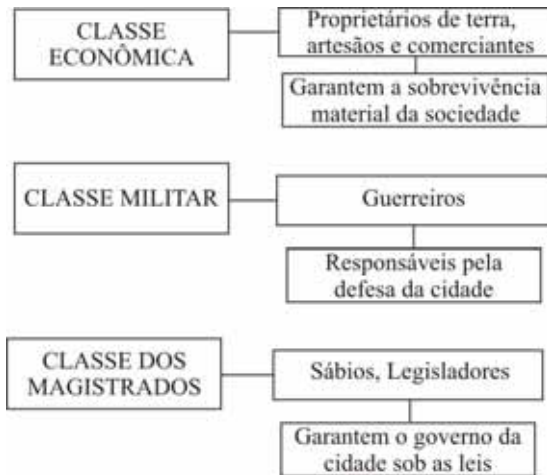 CLASSE
ECONÔMICA
Proprietários de terra,
artesãos e comerciantes
Garantem a sobrevivência
material da sociedade
CLASSE MILITAR
Guerreiros
Responsáveis pela
defesa da cidade
CLASSE DOS
MAGISTRADOS
Sábios, Legisladores
Garantem o governo da
cidade sob as leis